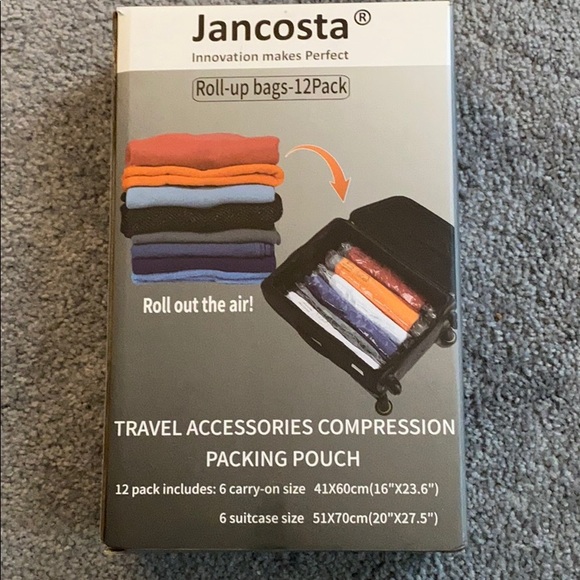 Jancosta®
Innovation makes Perfect
Roll-up bags-12Pack
Roll out the air!
TRAVEL ACCESSORIES COMPRESSION
PACKING POUCH
12 pack includes: 6 carry-on size 41X60cm(16"X23.6")
6 suitcase size 51X70cm(20"X27.5")